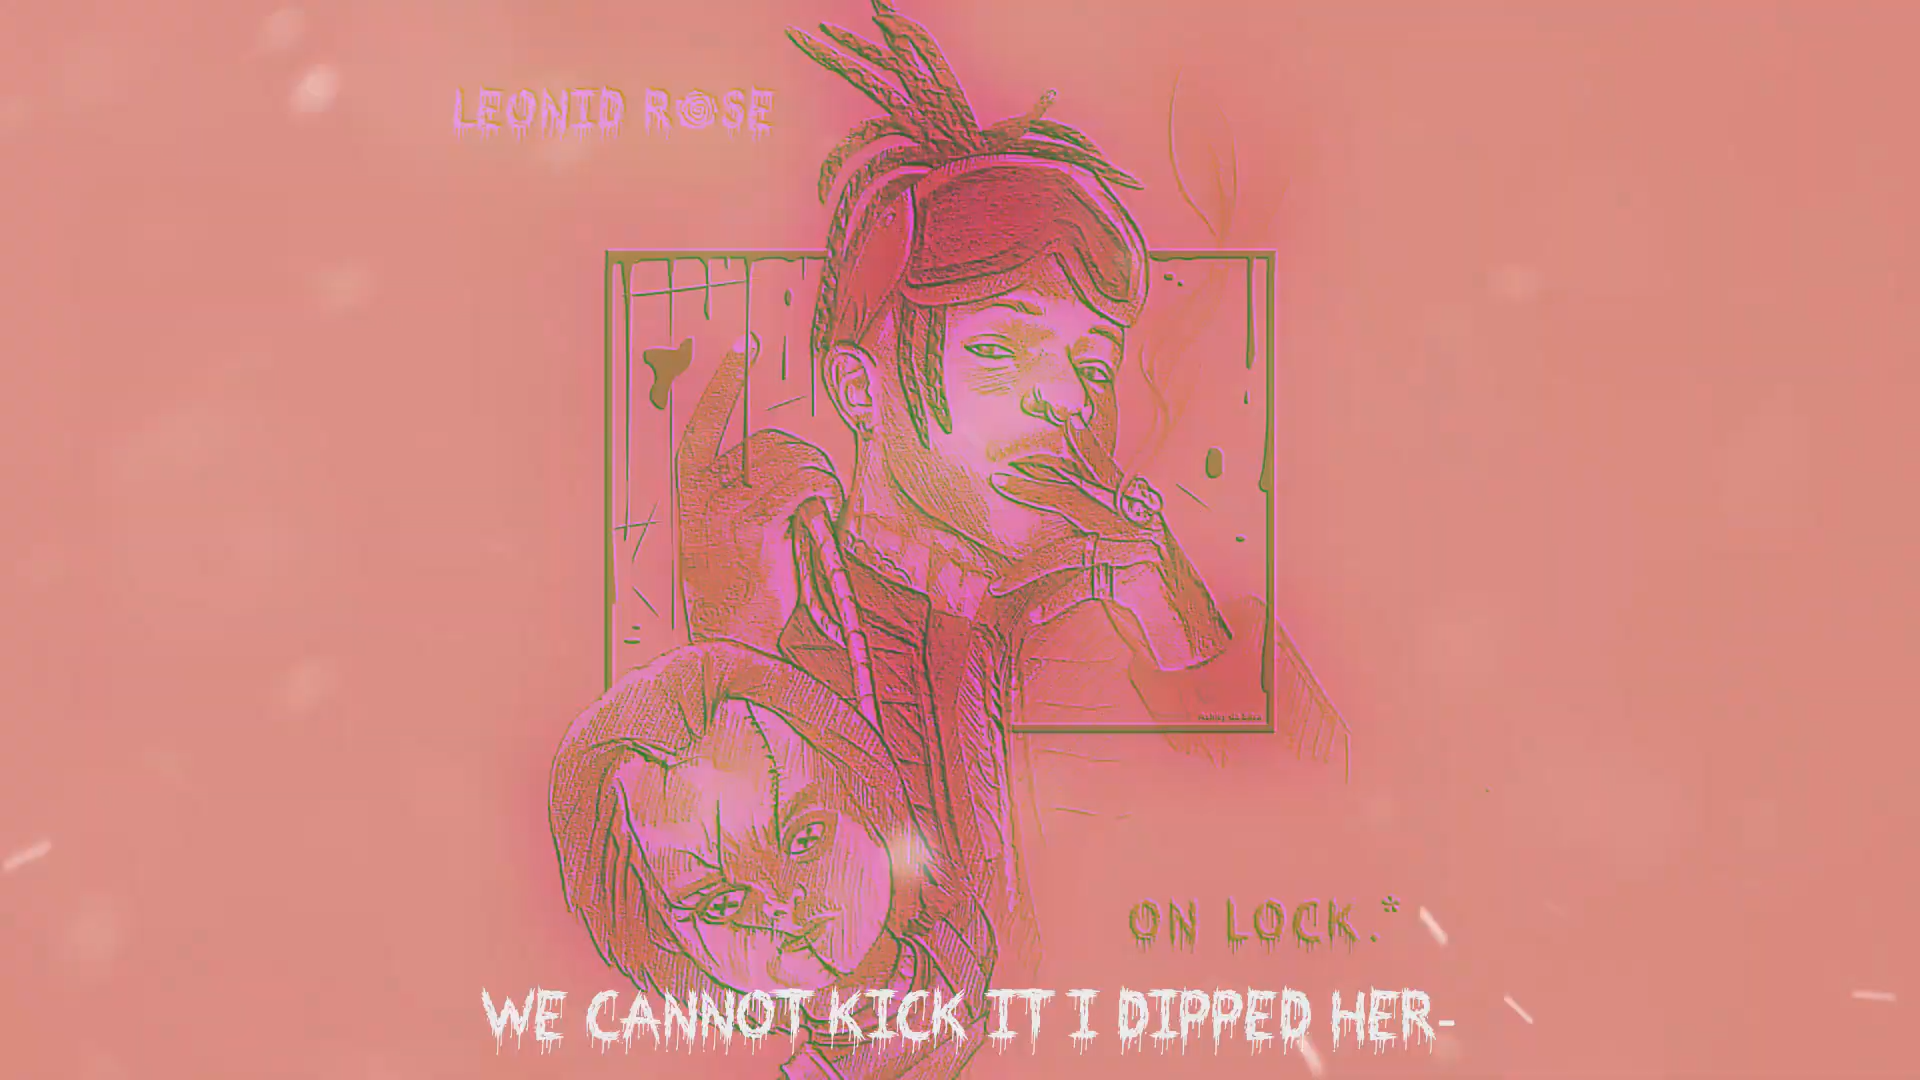 LEONID ROSE
ON LOCK.*
WE CANNOT KICK IT I DIPPED HER-